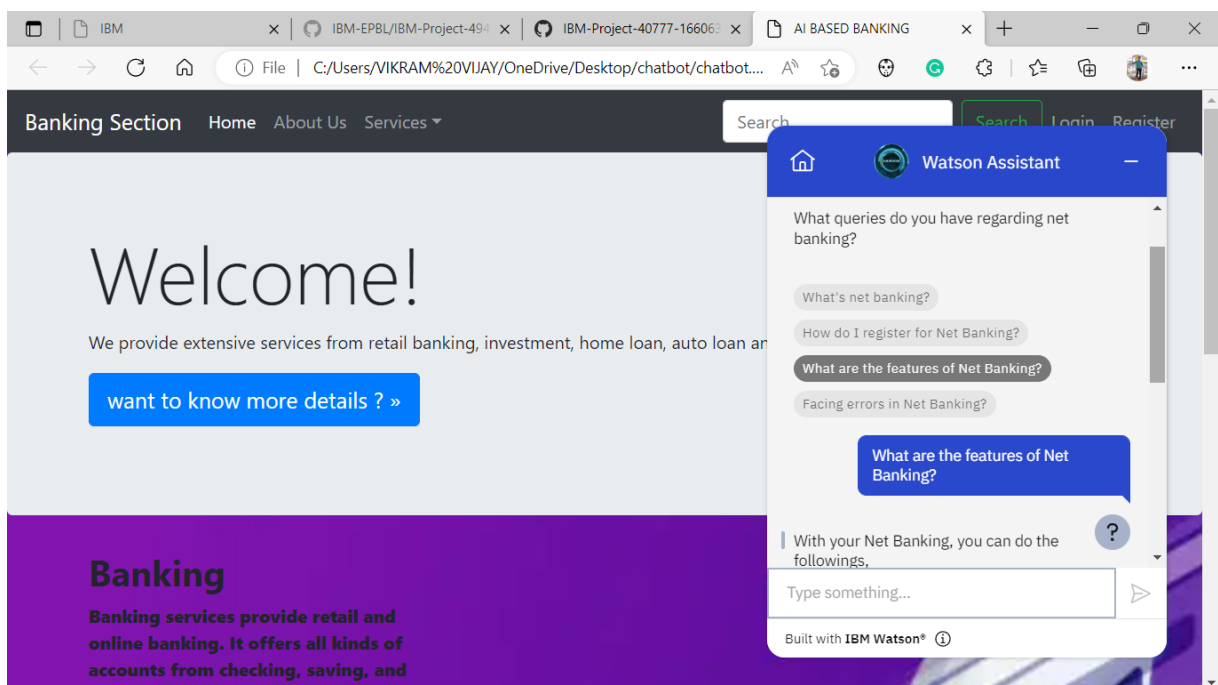 IBM
IBM-EPBL/IBM-Project-494
IBM-Project-40777-16606
AI BASED BANKING
File
C:/Users/VIKRAM%20VIJAY/OneDrive/Desktop/chatbot/chatbot....
Banking Section Home About Us Services
Search
Search
Login
Register
Watson Assistant
What queries do you have regarding net
banking?
What's net banking?
How do I register for Net Banking?
What are the features of Net Banking?
Facing errors in Net Banking?
What are the features of Net
Banking?
?
With your Net Banking, you can do the
followings,
Type something...
Built with IBM Watson®
Welcome!
We provide extensive services from retail banking, investment, home loan, auto loan
want to know more details ? »
Banking
Banking services provide retail and
online banking. It offers all kinds of
accounts from checking, saving, and